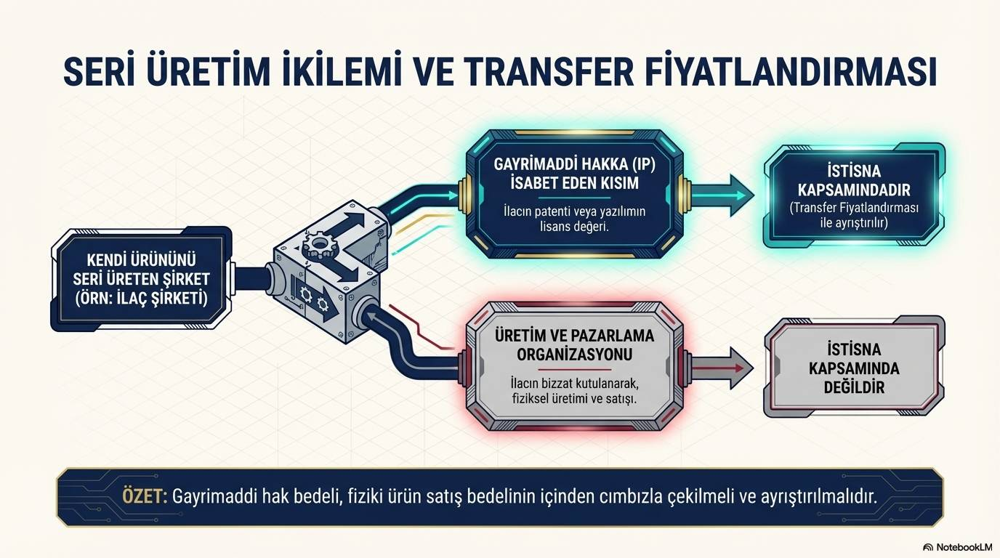 SERİ ÜRETİM İKİLEMİ VE TRANSFER FİYATLANDIRMASI
KENDİ ÜRÜNÜNÜ
SERİ ÜRETEN ŞİRKET
(ÖRN: İLAÇ ŞİRKETİ)
GAYRİMADDİ HAKKA (IP)
İSABET EDEN KISIM
İlacın patenti veya yazılımın
lisans değeri.
İSTİSNA
KAPSAMINDADIR
(Transfer Fiyatlandırması
ile ayrıştırılır)
ÜRETİM VE PAZARLAMA
ORGANİZASYONU
İlacın bizzat kutulanarak,
fiziksel üretimi ve satışı.
İSTİSNA
KAPSAMINDA
DEĞİLDİR
ÖZET: Gayrimaddi hak bedeli, fiziki ürün satış bedelinin içinden cımbızla çekilmeli ve ayrıştırılmalıdır.
NotebookLM